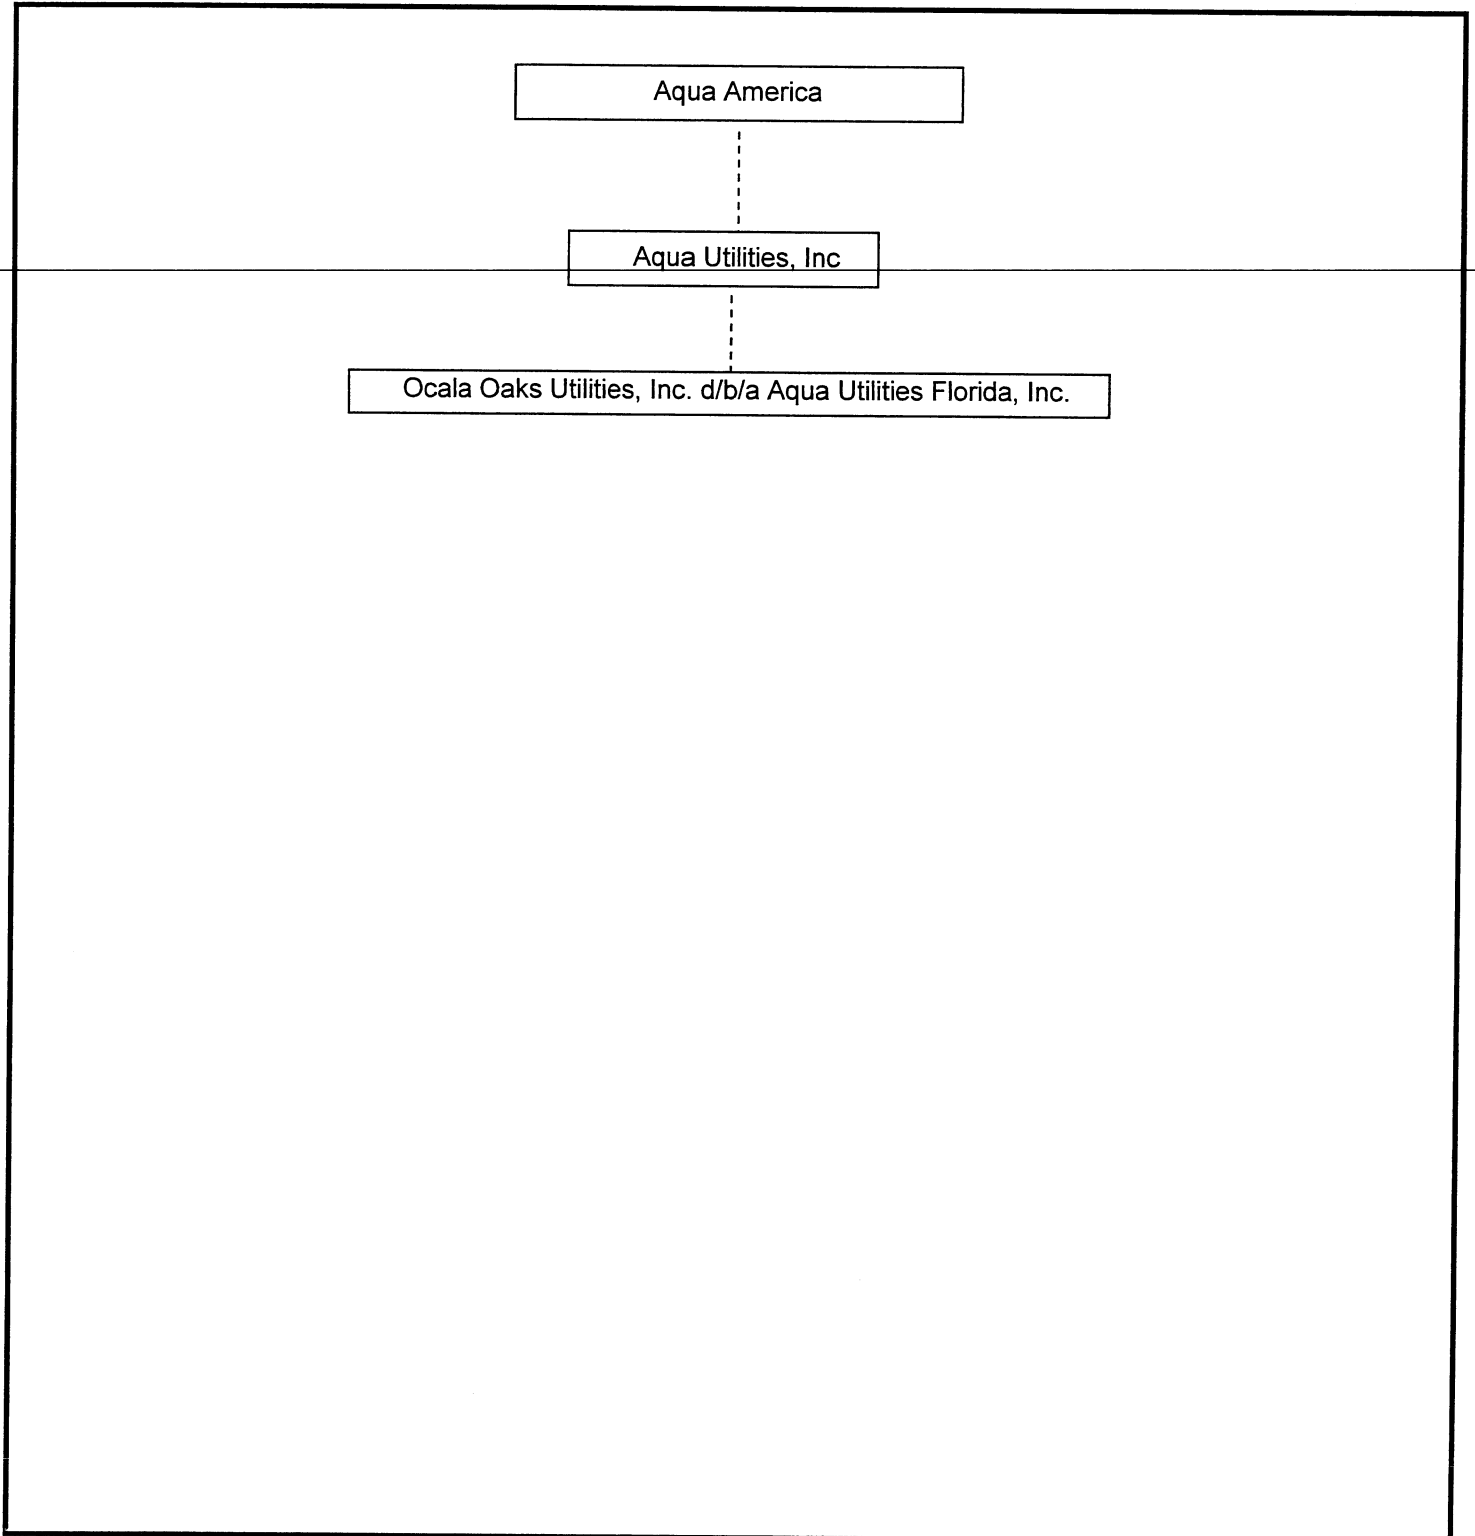 Aqua America
Aqua Utilities, Inc
Ocala Oaks Utilities, Inc. d/b/a Aqua Utilities Florida, Inc.